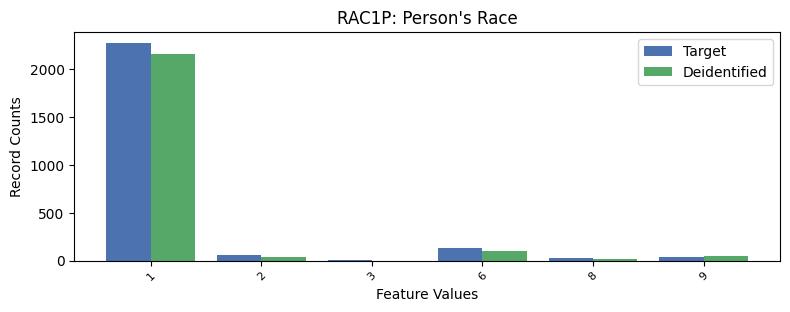 RAC1P: Person's Race
Target
Deidentified
Record Counts
2000
1500
1000
500
0
1
2
3
6
8
9
Feature Values